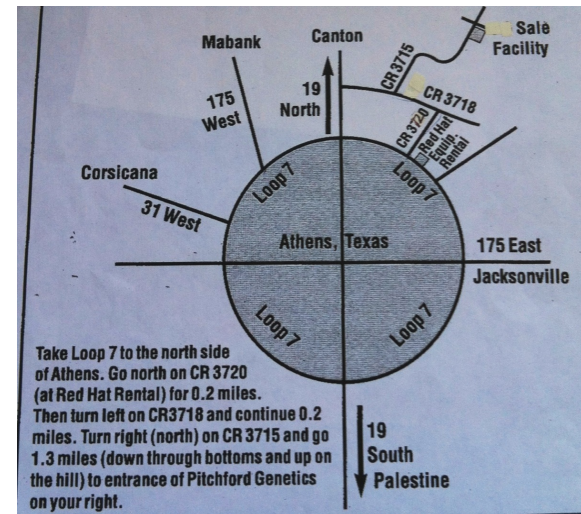 Canton
Mabank
19
North
175
West
Corsicana
31 West
CR 3715
Sale
Facility
CR 3718
CR 3720
Red Hat
Equip.
Rental
Loop 7
Loop 7
Athens, Texas
175 East
Jacksonville
Loop 7
Loop 7
Take Loop 7 to the north side
of Athens. Go north on CR 3720
(at Red Hat Rental) for 0.2 miles.
Then turn left on CR3718 and continue 0.2
miles. Turn right (north) on CR 3715 and go
1.3 miles (down through bottoms and up on
the hill) to entrance of Pitchford Genetics
on your right.
19
South
Palestine